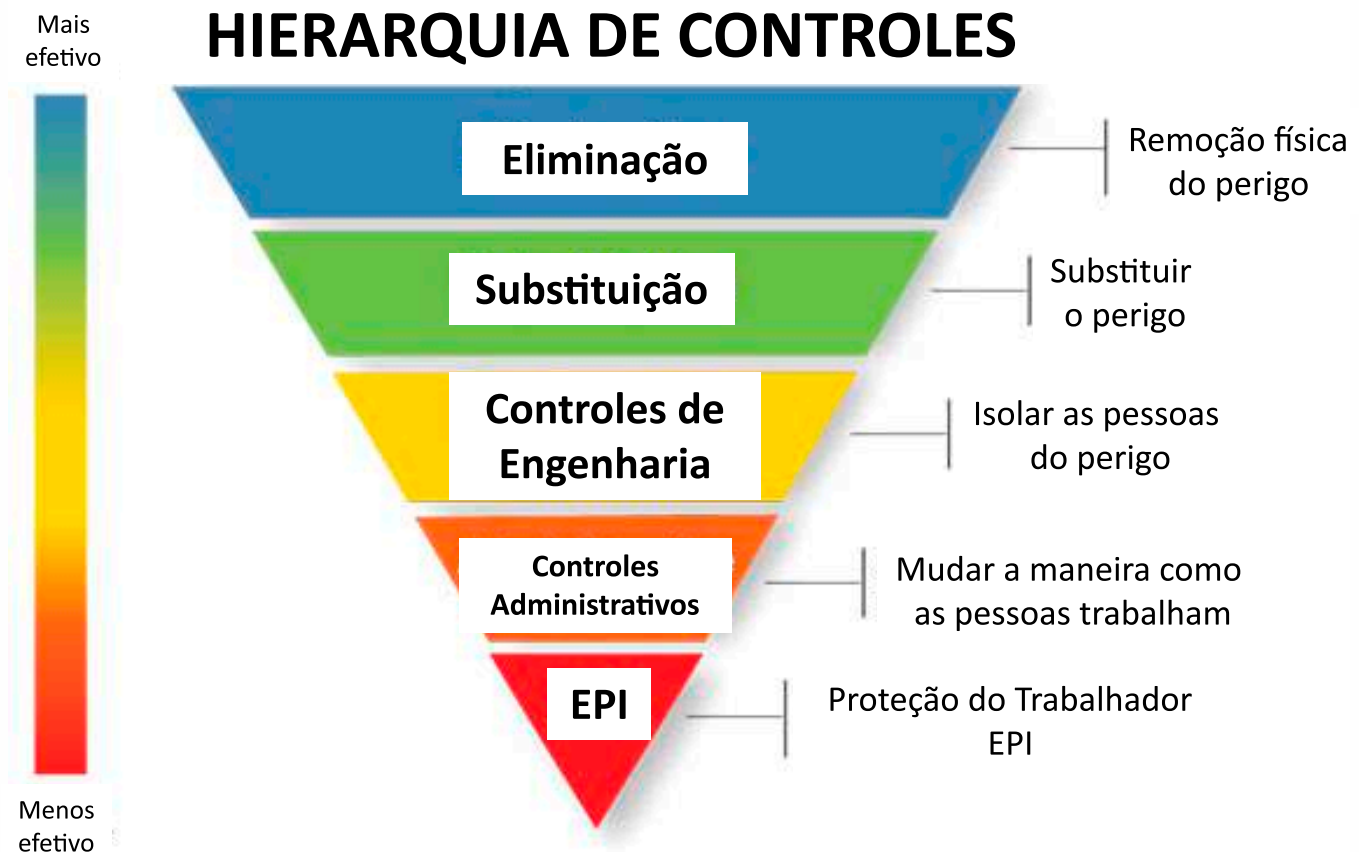 Mais
efetivo
HIERARQUIA DE CONTROLES
Eliminação
Remoção física
do perigo
Substituição
Substituir
o perigo
Controles de
Engenharia
Isolar as pessoas
do perigo
Controles
Administrativos
Mudar a maneira como
as pessoas trabalham
EPI
Proteção do Trabalhador
EPI
Menos
efetivo